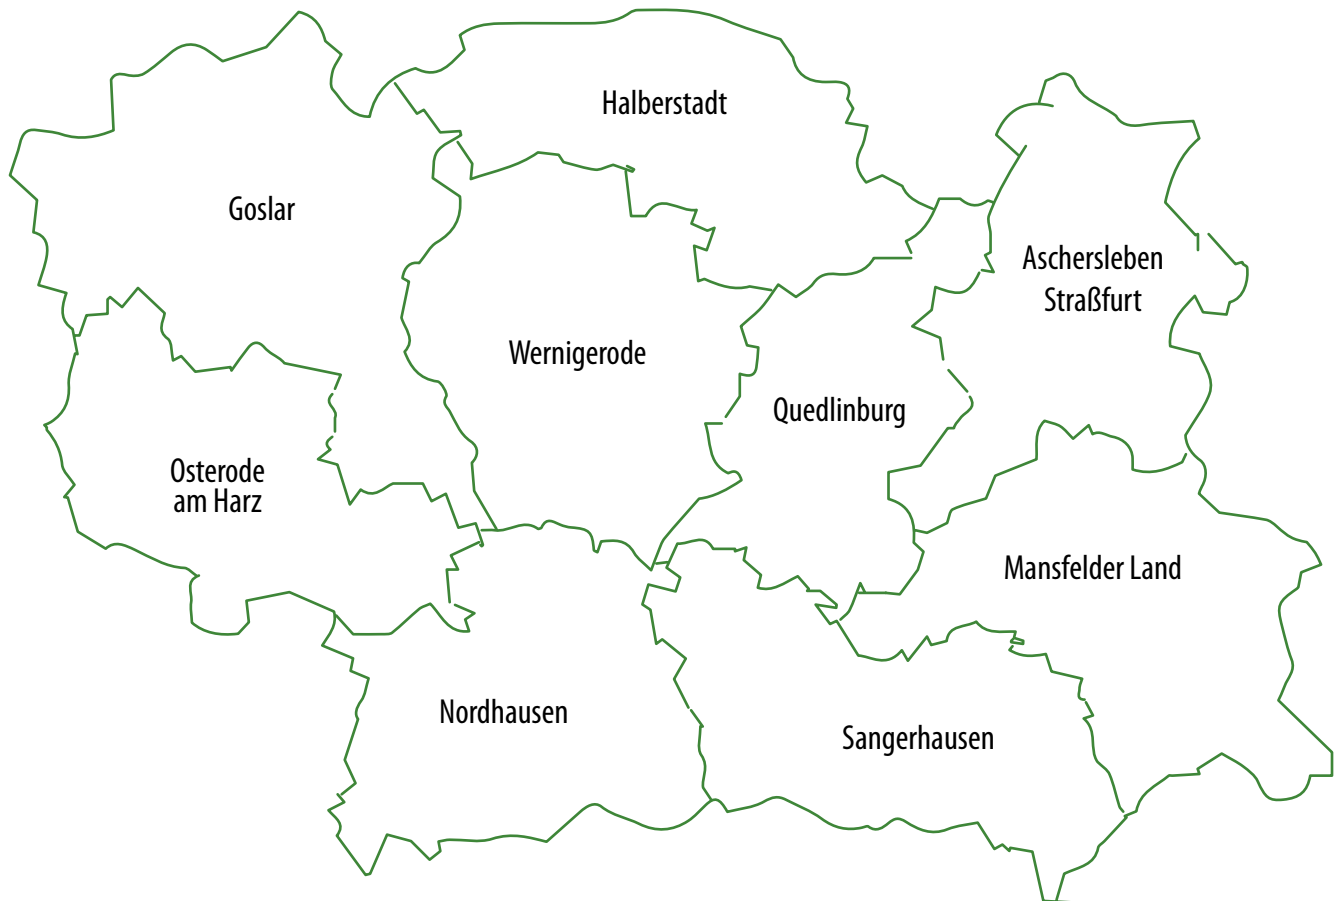 Halberstadt
Goslar
Aschersleben
Straßfurt
Wernigerode
Quedlinburg
Osterode
am Harz
Mansfelder Land
Nordhausen
Sangerhausen